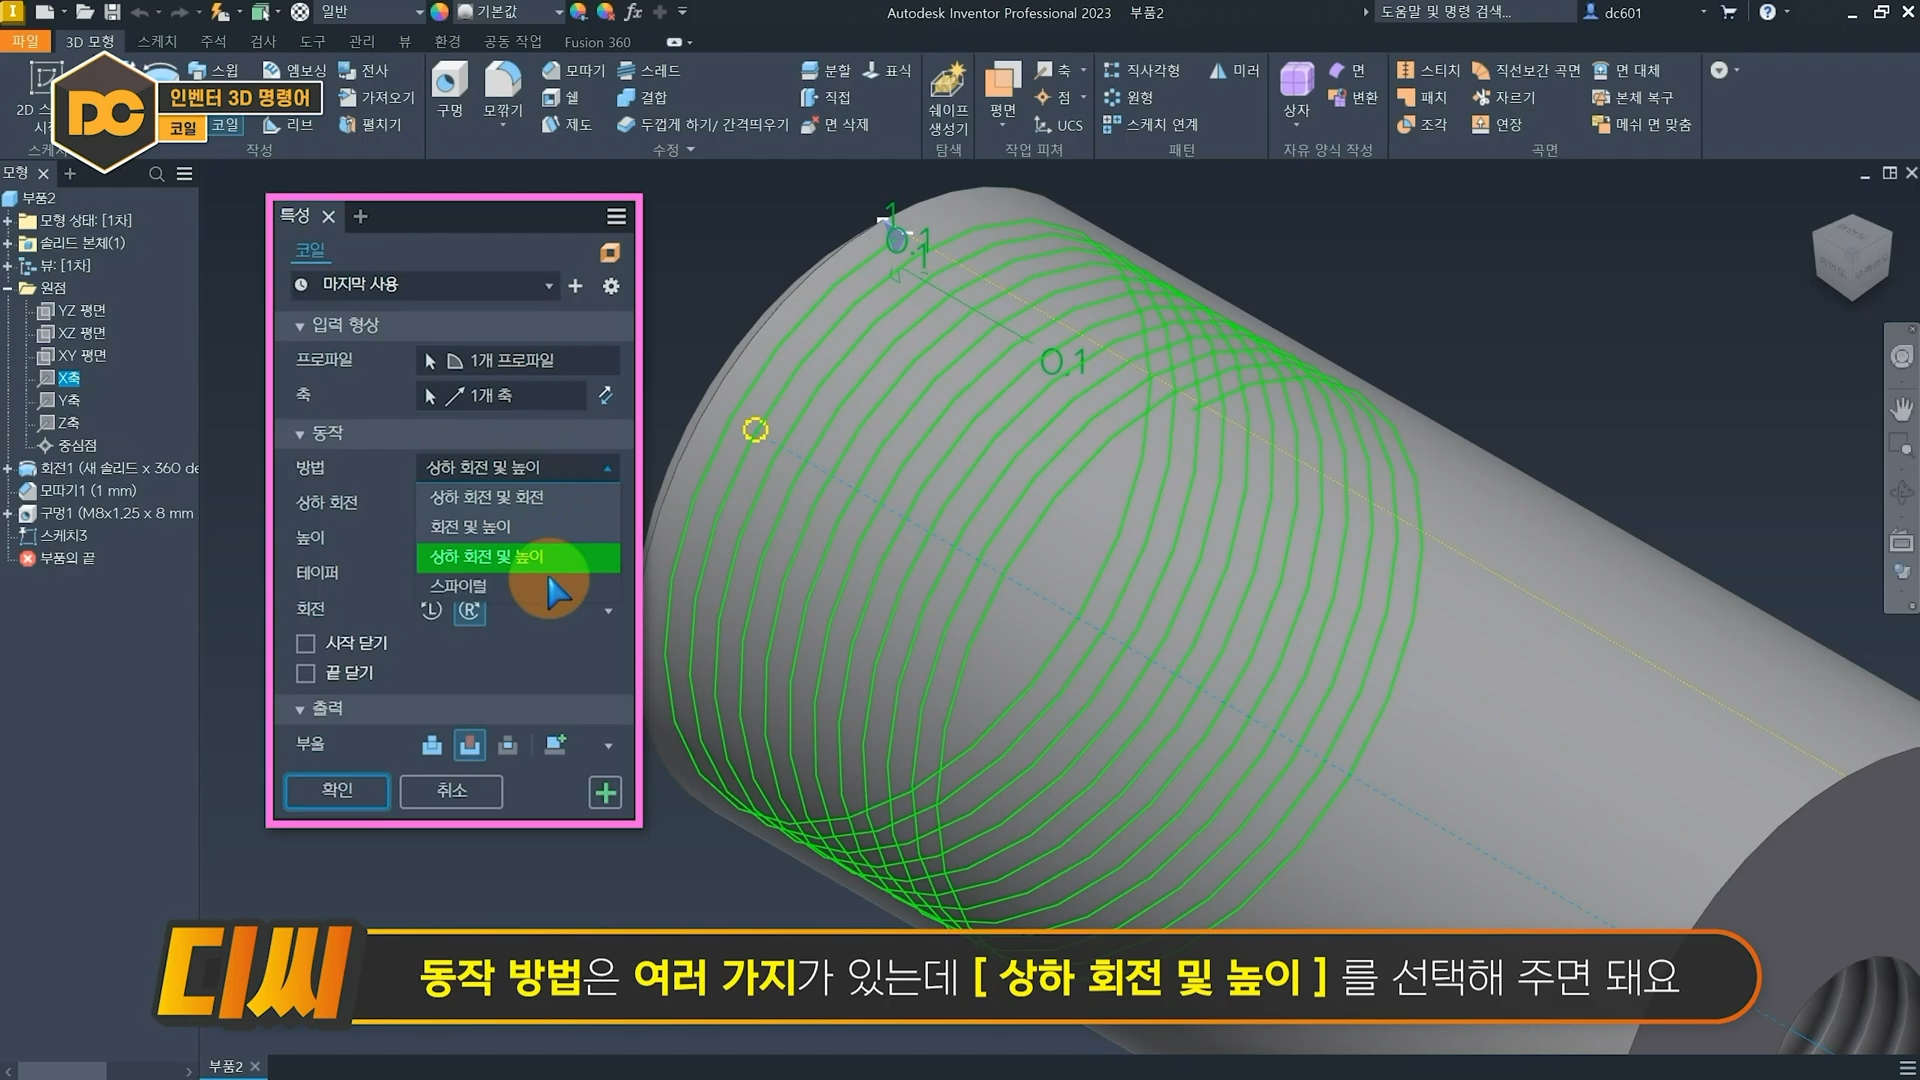 일반
기본값
Autodesk Inventor Professional 2023 부품2
도움말 및 명령 검색...
dc601
파일 3D 모형 스케치 주석 검사 도구 관리 뷰 환경 공동 작업 Fusion 360
DC
인벤터 3D 명령어
코일
스윕 엠보싱 전사
가져오기
코일 리브 펼치기
작성
구멍
모깎기
모따기 스레드
쉘 결합
제도 두껍게 하기/ 간격띄우기
분할 표식
직접
면 삭제
수정
쉐이프
생성기
탐색
평면
축
점
UCS
작업 피쳐
직사각형 미러
원형
스케치 연계
패턴
상자
면
변환
자유 양식 작성
스티치 직선보간 곡면 면 대체
패치 자르기 본체 복구
조각 연장 메쉬 면 맞춤
곡면
모형
부품2
모형 상태: [1차]
솔리드 본체(1)
뷰: [1차]
원점
YZ 평면
XZ 평면
XY 평면
X축
Y축
Z축
중심점
회전1 (새 솔리드 x 360 de
모따기1 (1 mm)
구멍1 (M8x1.25 x 8 mm
스케치3
부품의 끝
특성
코일
마지막 사용
입력 형상
프로파일 1개 프로파일
축 1개 축
동작
방법 상하 회전 및 높이
상하 회전 및 회전
상하 회전
회전 및 높이
높이
상하 회전 및 높이
테이퍼
스파이럴
회전
시작 닫기
끝 닫기
출력
부울
확인 취소
1
0.1
1
0.1
디씨
동작 방법은 여러 가지가 있는데 [ 상하 회전 및 높이 ] 를 선택해 주면 돼요
부품2